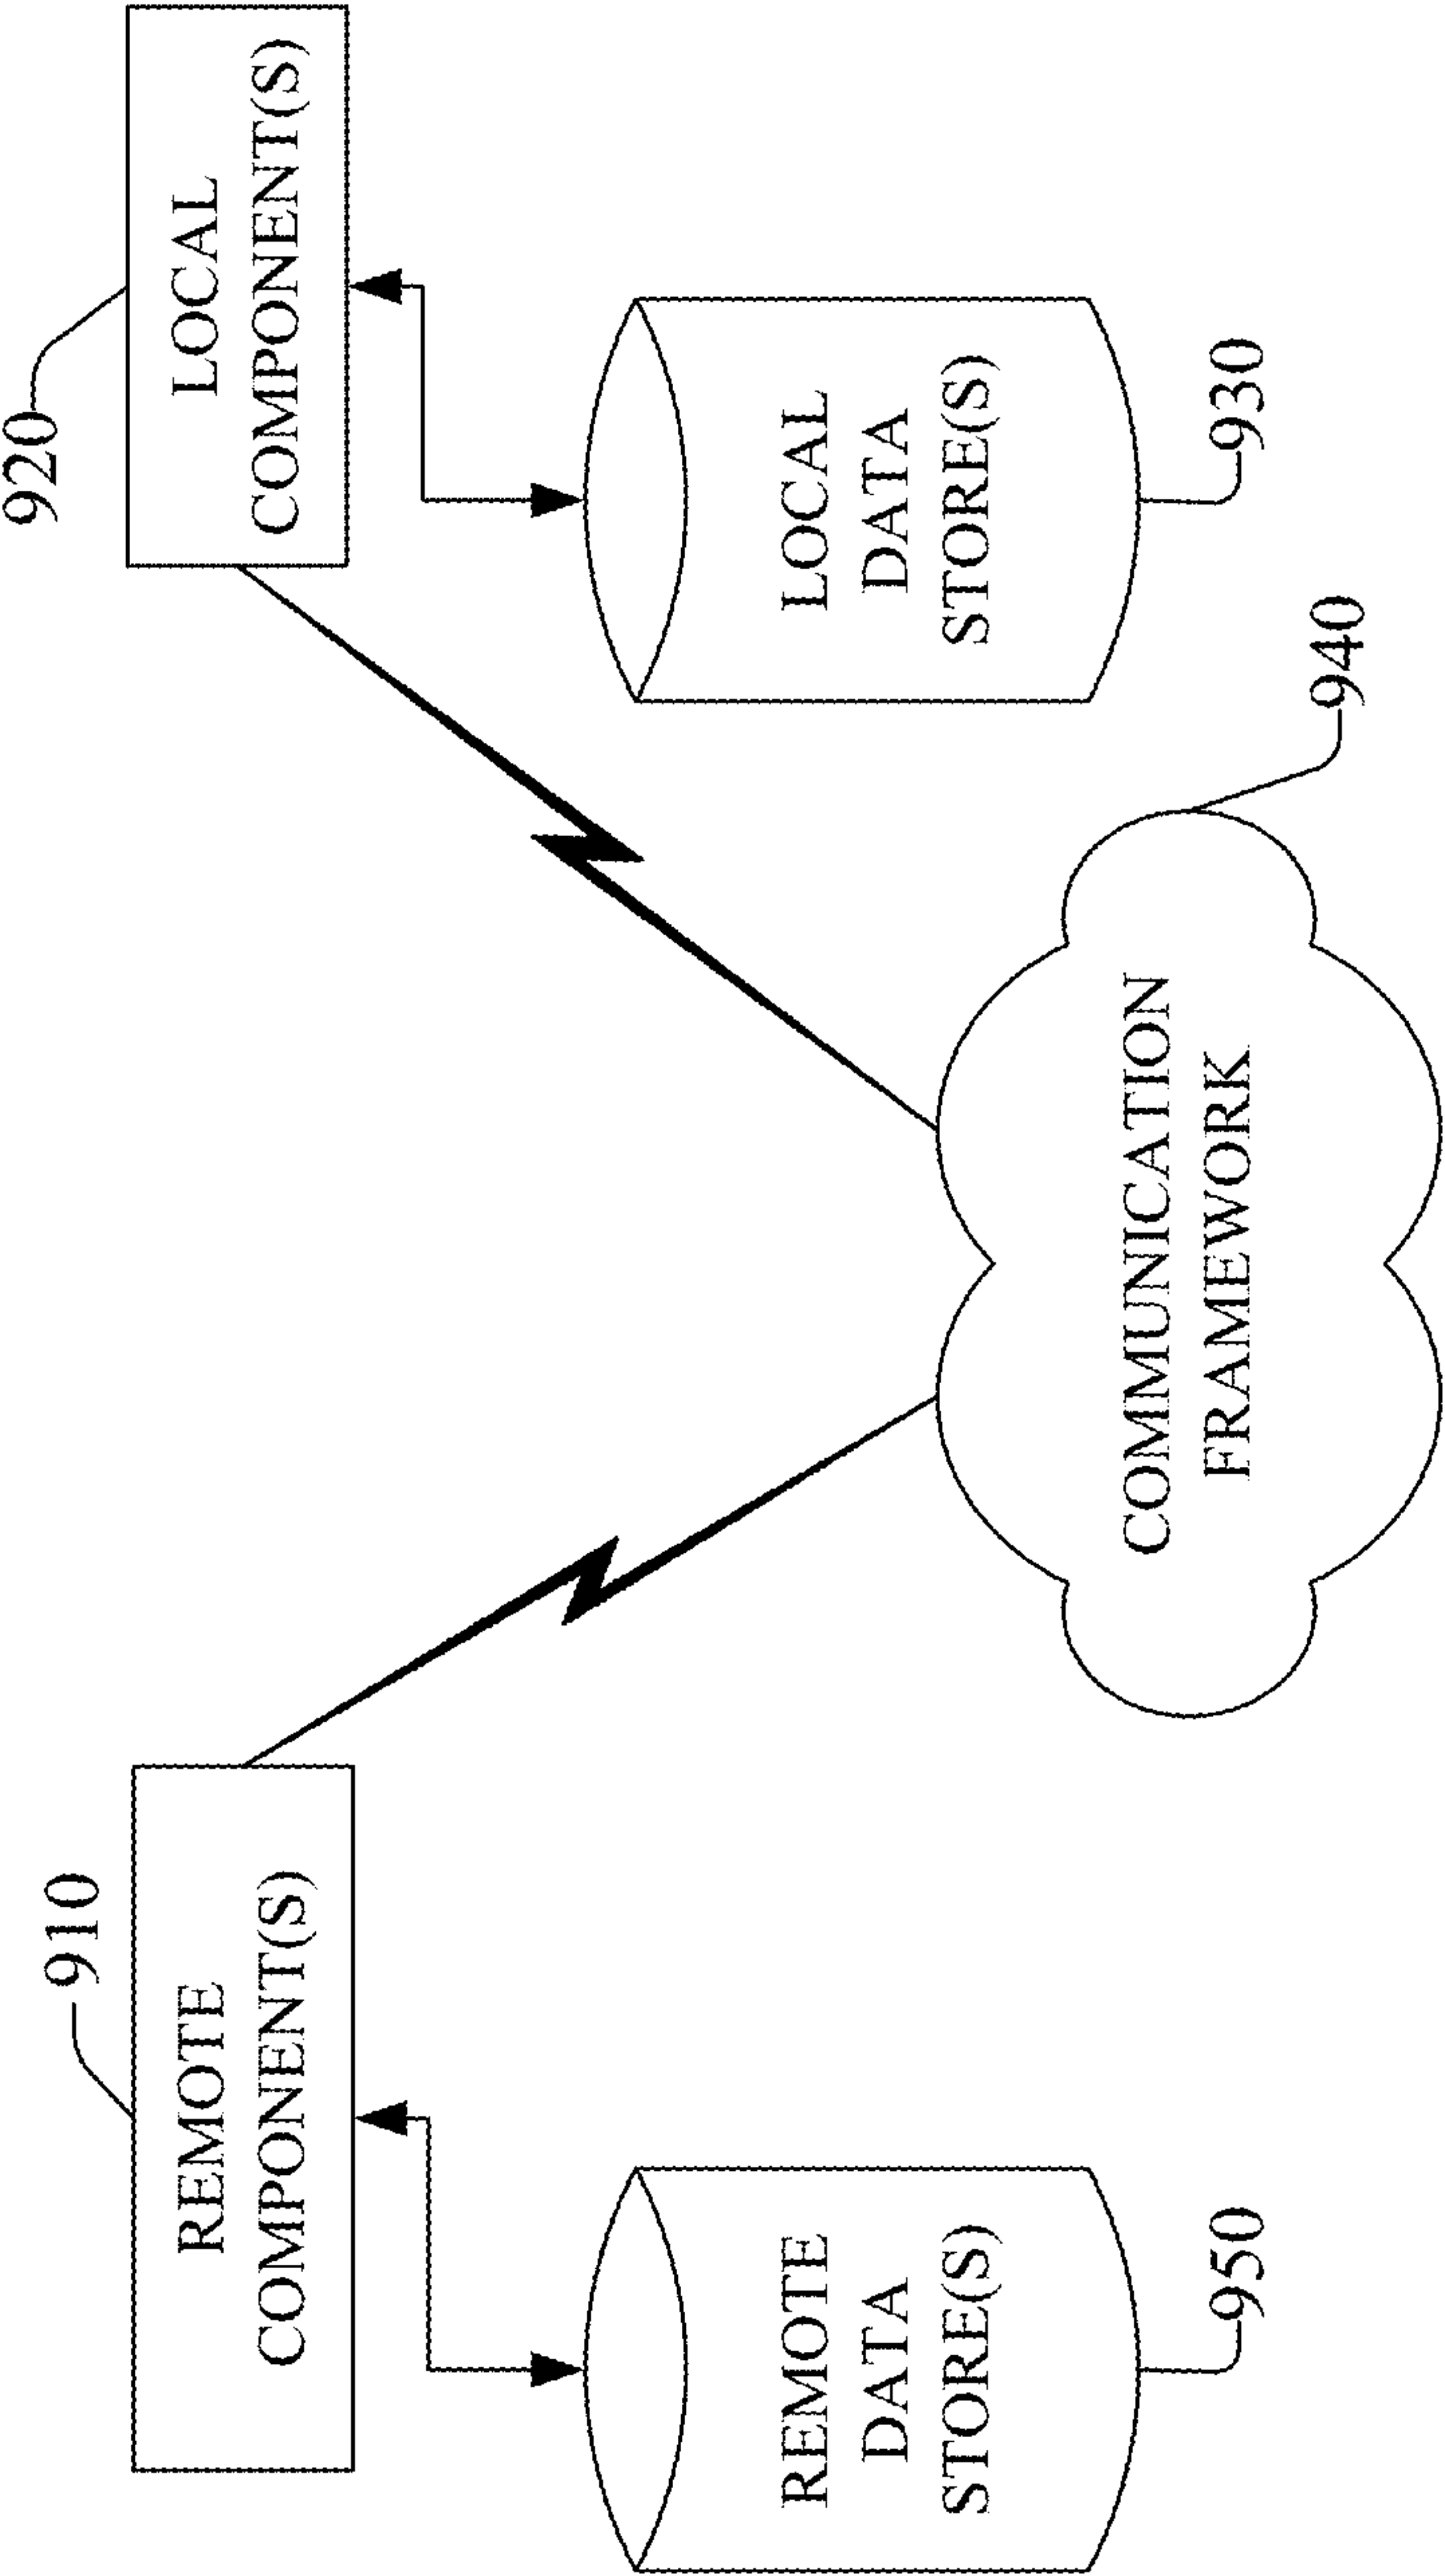 910
REMOTE
COMPONENT(S)
920
LOCAL
COMPONENT(S)
REMOTE
DATA
STORE(S)
950
COMMUNICATION
FRAMEWORK
940
LOCAL
DATA
STORE(S)
930